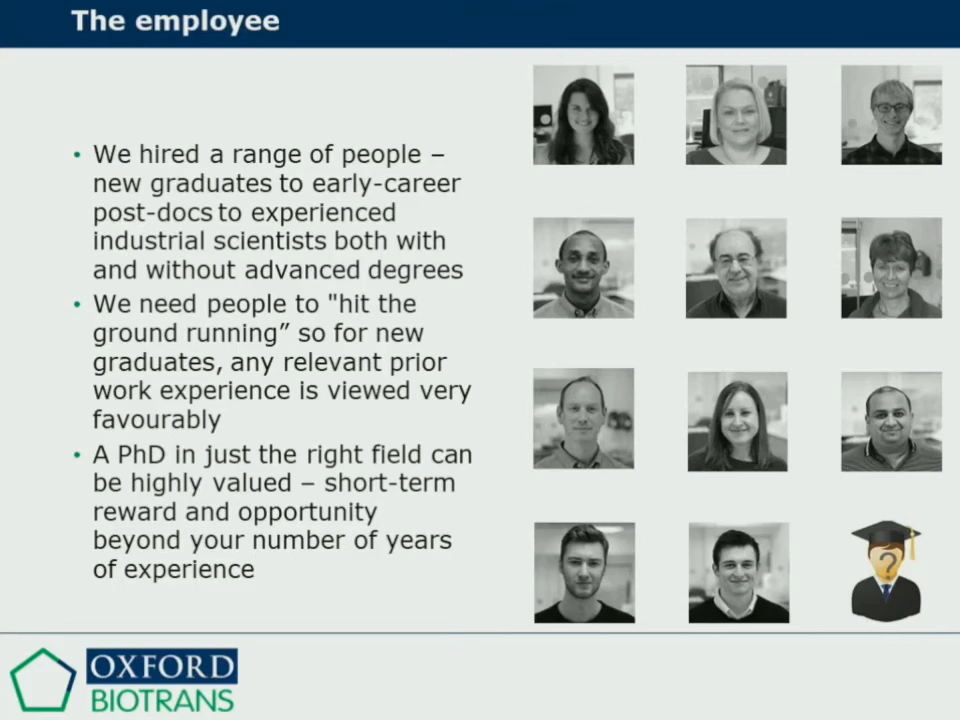 The employee
• We hired a range of people –
new graduates to early-career
post-docs to experienced
industrial scientists both with
and without advanced degrees
• We need people to "hit the
ground running” so for new
graduates, any relevant prior
work experience is viewed very
favourably
• A PhD in just the right field can
be highly valued – short-term
reward and opportunity
beyond your number of years
of experience
?
OXFORD
BIOTRANS